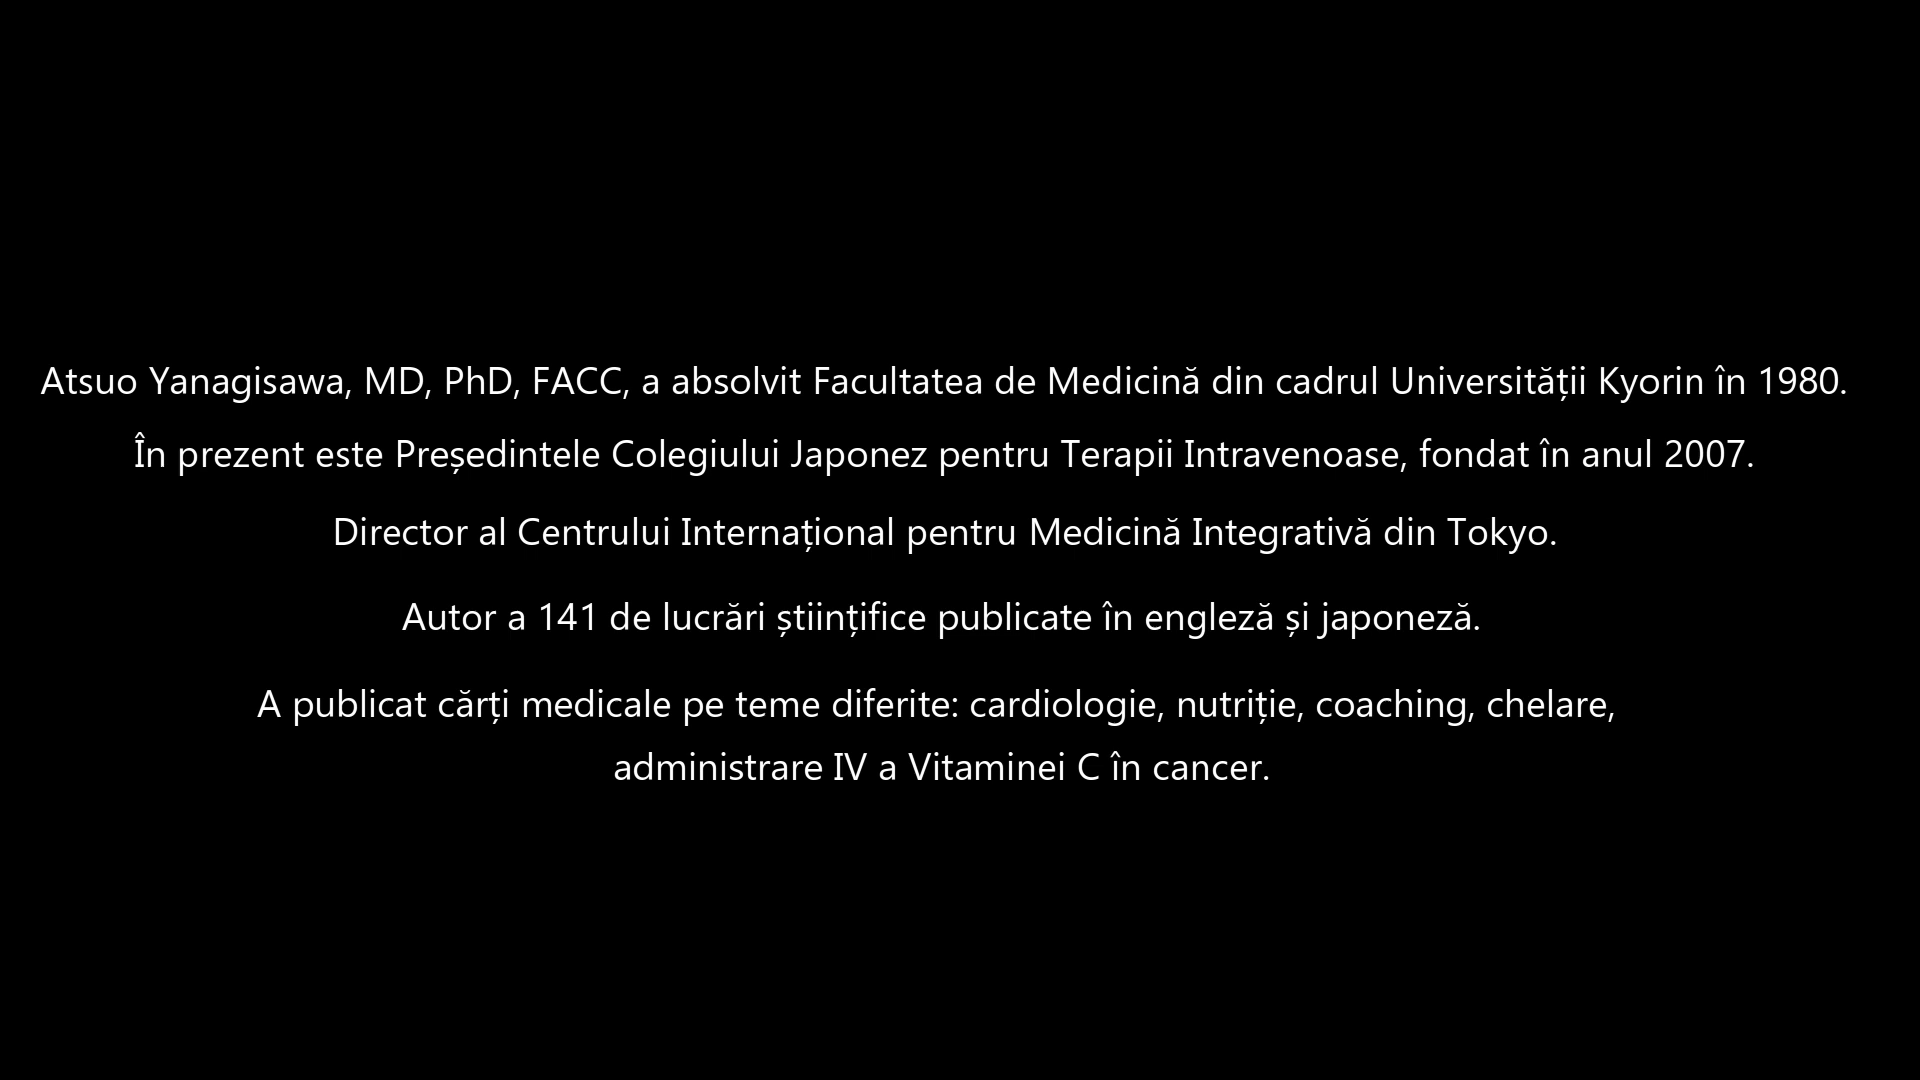 Atsuo Yanagisawa, MD, PhD, FACC, a absolvit Facultatea de Medicină din cadrul Universității Kyorin în 1980.
În prezent este Președintele Colegiului Japonez pentru Terapii Intravenoase, fondat în anul 2007.
Director al Centrului Internațional pentru Medicină Integrativă din Tokyo.
Autor a 141 de lucrări științifice publicate în engleză și japoneză.
A publicat cărți medicale pe teme diferite: cardiologie, nutriție, coaching, chelare,
administrare IV a Vitaminei C în cancer.